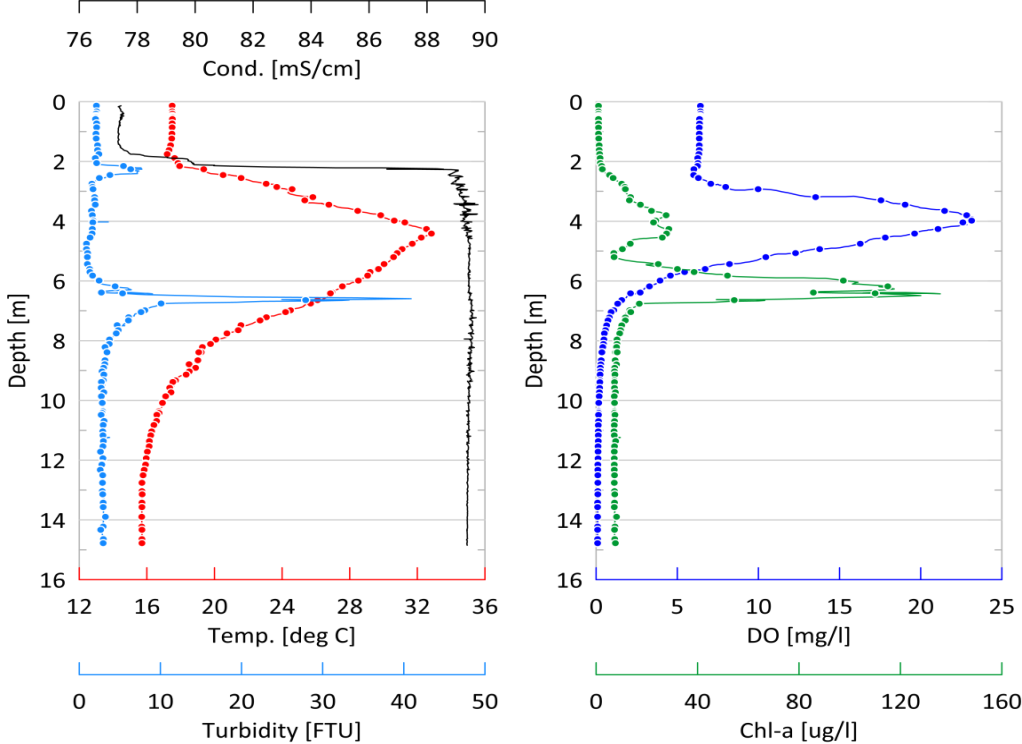 76 78 80 82 84 86 88 90
Cond. [mS/cm]
0
2
4
6
8
10
12
14
16
Depth [m]
12 16 20 24 28 32 36
Temp. [deg C]
0 10 20 30 40 50
Turbidity [FTU]
0
2
4
6
8
10
12
14
16
Depth [m]
0 5 10 15 20 25
DO [mg/l]
0 40 80 120 160
Chl-a [ug/l]